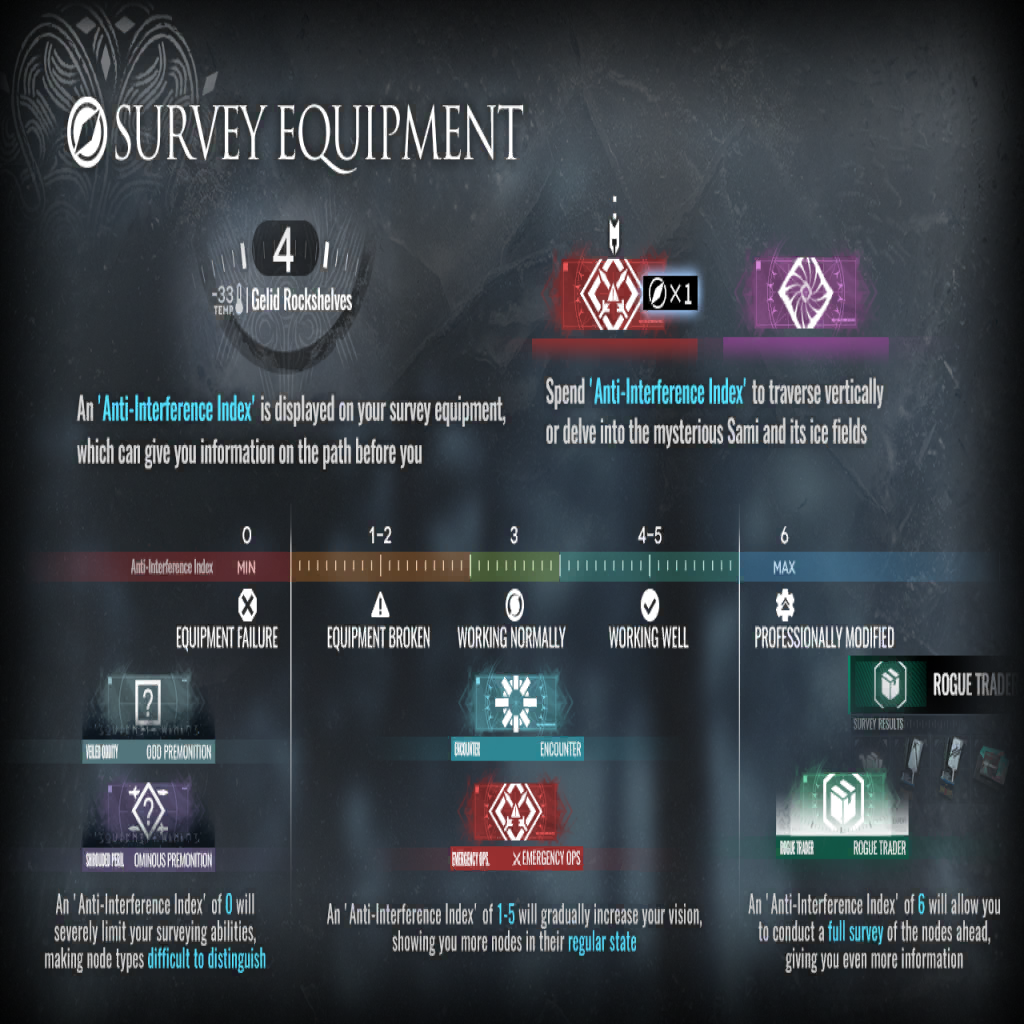 SURVEY EQUIPMENT
4
-33
TEMP.
Gelid Rockshelves
×1
An 'Anti-Interference Index' is displayed on your survey equipment,
which can give you information on the path before you
Spend 'Anti-Interference Index' to traverse vertically
or delve into the mysterious Sami and its ice fields
0 1-2 3 4-5 6
Anti-Interference Index MIN MAX
EQUIPMENT FAILURE EQUIPMENT BROKEN WORKING NORMALLY WORKING WELL PROFESSIONALLY MODIFIED
ROGUE TRADER
SURVEY RESULTS
?
VEILED ODDITY ODD PREMONITION
ENCOUNTER ENCOUNTER
?
SHROUDED PERIL OMINOUS PREMONITION
EMERGENCY OPS. EMERGENCY OPS
ROGUE TRADER ROGUE TRADER
An 'Anti-Interference Index' of 0 will
severely limit your surveying abilities,
making node types difficult to distinguish
An 'Anti-Interference Index' of 1-5 will gradually increase your vision,
showing you more nodes in their regular state
An 'Anti-Interference Index' of 6 will allow you
to conduct a full survey of the nodes ahead,
giving you even more information